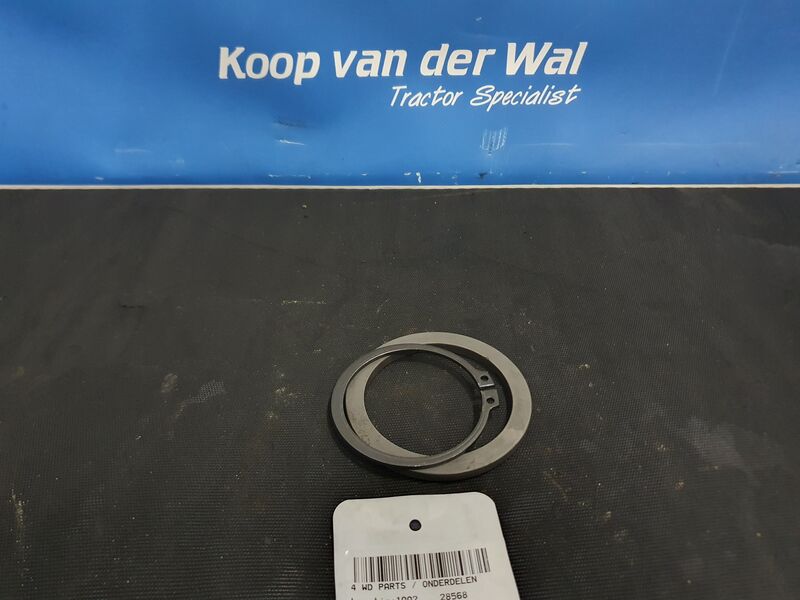 Koop van der Wal
Tractor Specialist
4 WD PARTS / ONDERDELEN
28568